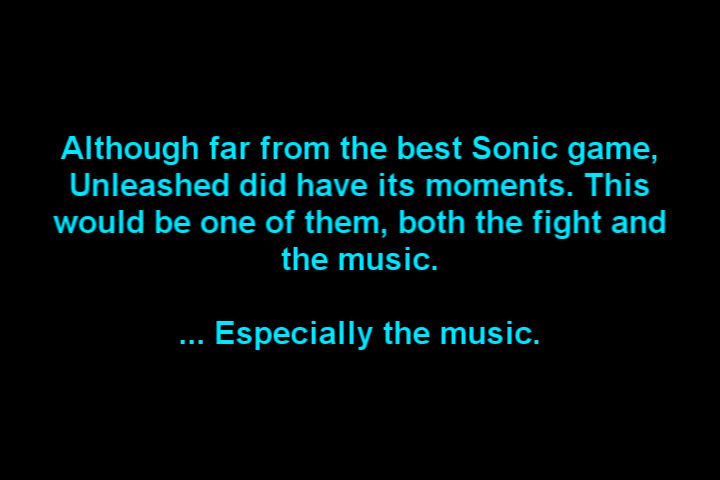 Although far from the best Sonic game,
Unleashed did have its moments. This
would be one of them, both the fight and
the music.
... Especially the music.